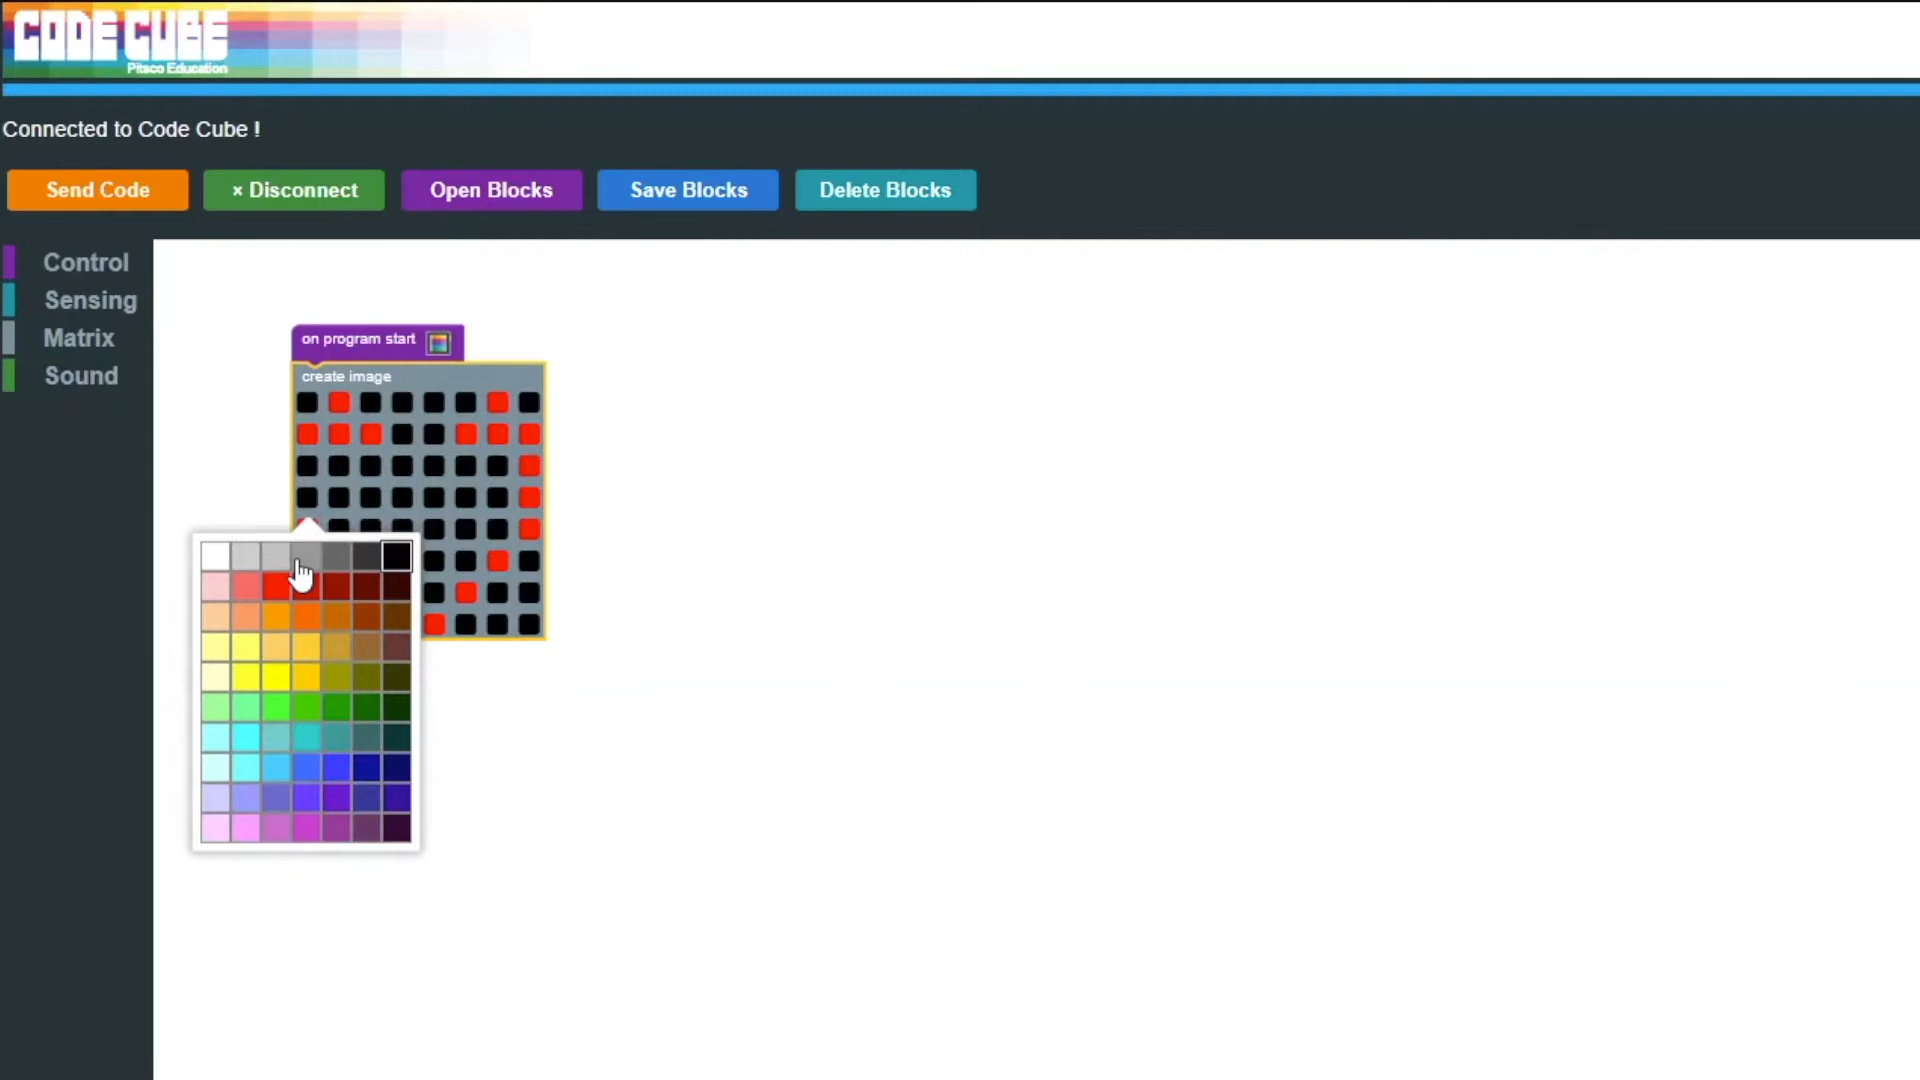 CODE CUBE
Pitsco Education
Connected to Code Cube !
Send Code
× Disconnect
Open Blocks
Save Blocks
Delete Blocks
Control
Sensing
Matrix
Sound
on program start
create image